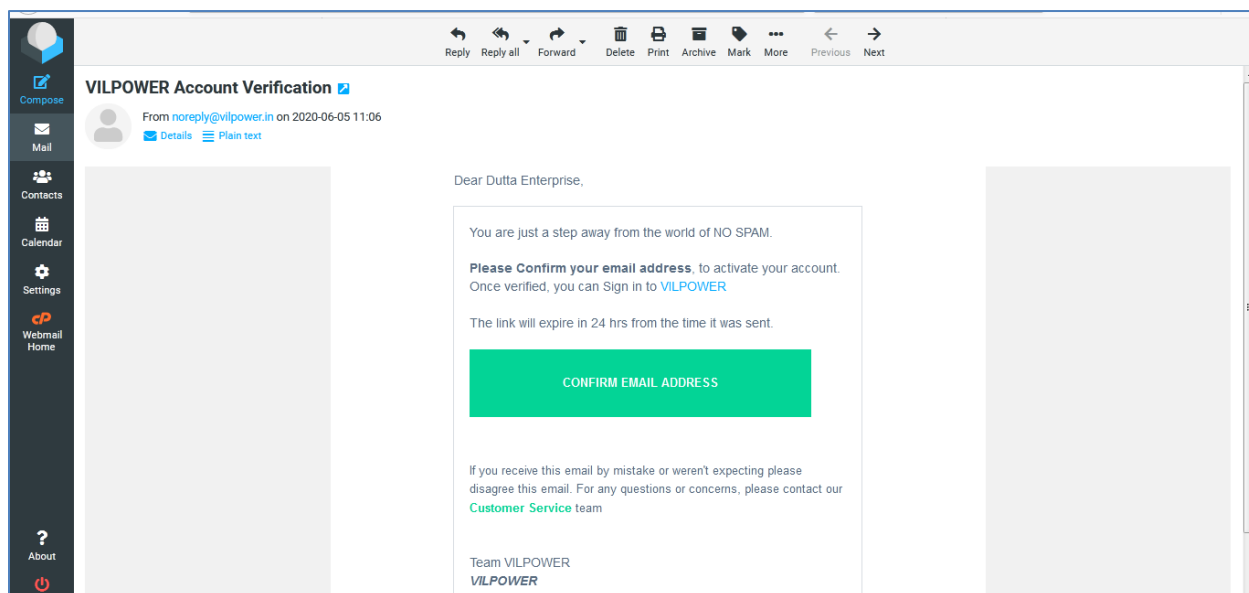 Reply Reply all Forward Delete Print Archive Mark More Previous Next
Compose
Mail
Contacts
Calendar
Settings
cP
Webmail
Home
About
VILPOWER Account Verification
From noreply@vilpower.in on 2020-06-05 11:06
Details Plain text
Dear Dutta Enterprise,
You are just a step away from the world of NO SPAM.
Please Confirm your email address, to activate your account.
Once verified, you can Sign in to VILPOWER
The link will expire in 24 hrs from the time it was sent.
CONFIRM EMAIL ADDRESS
If you receive this email by mistake or weren't expecting please
disagree this email. For any questions or concerns, please contact our
Customer Service team
Team VILPOWER
VILPOWER